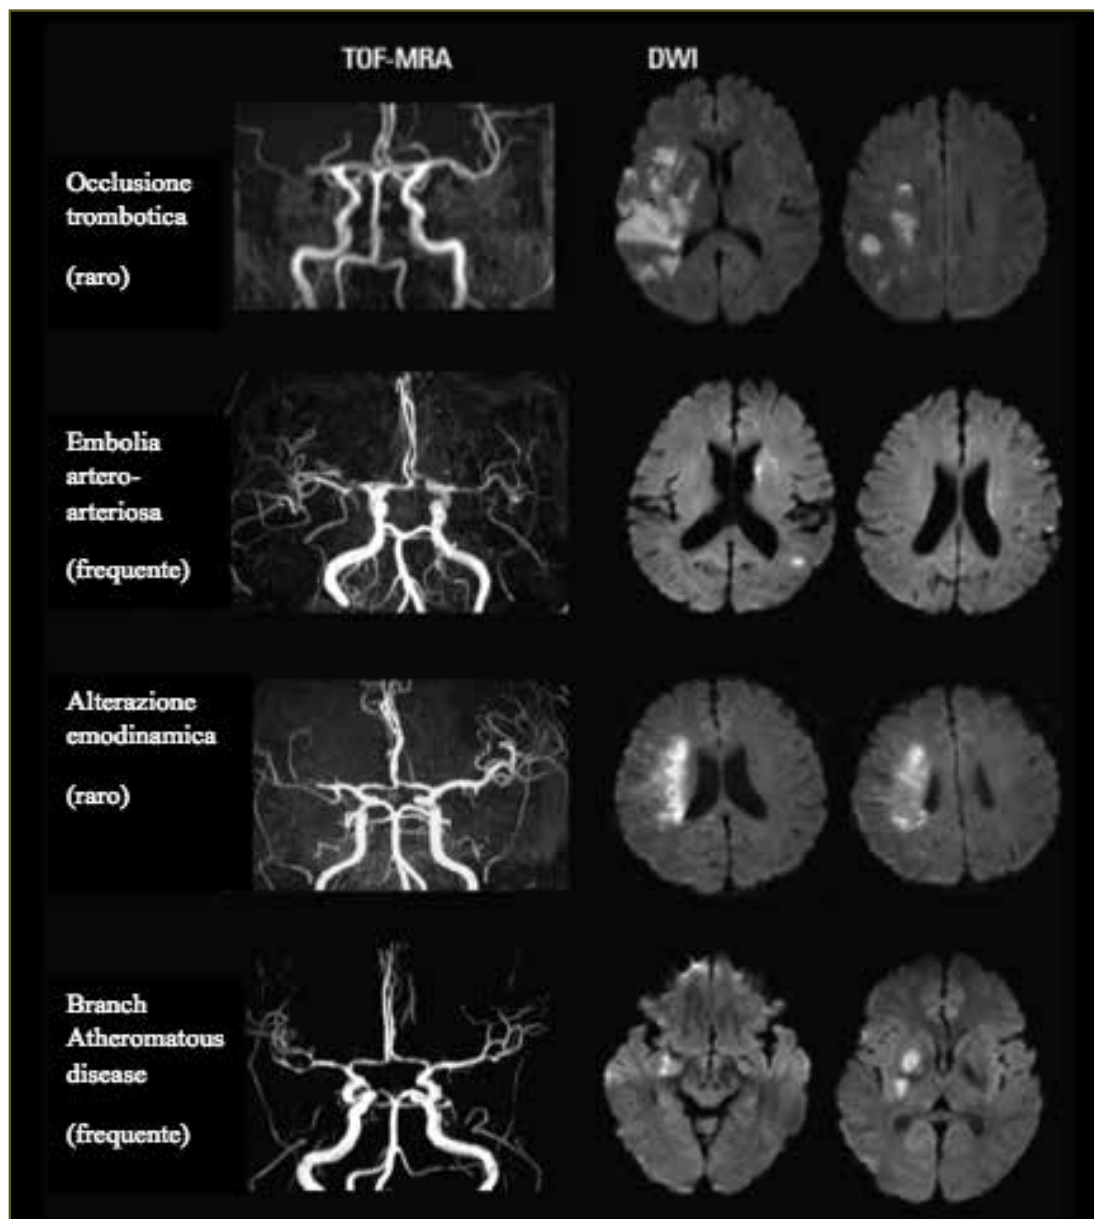 TOF-MRA
DWI
Occlusione
trombotica
(raro)
Embolia
artero-
arteriosa
(frequente)
Alterazione
emodinamica
(raro)
Branch
Atheromatous
disease
(frequente)